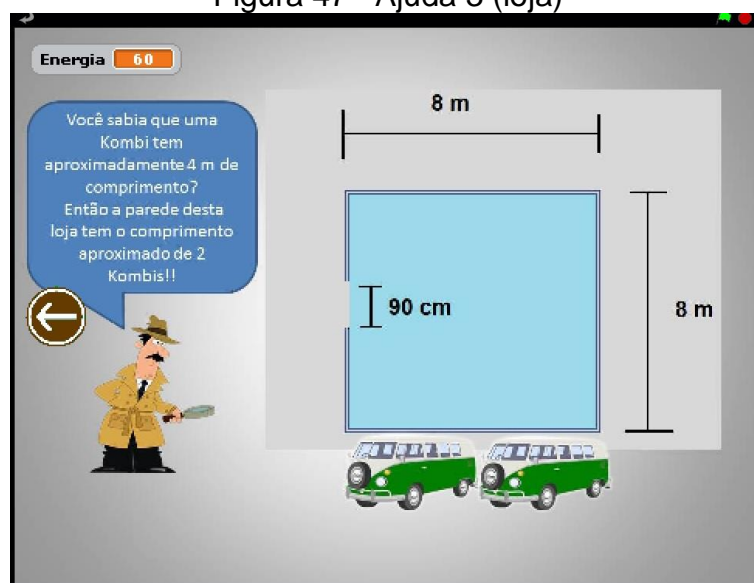 Figura 47 - Ajuda 3 (loja)
Energia 60
Você sabia que uma
Kombi tem
aproximadamente 4 m de
comprimento?
Então a parede desta
loja tem o comprimento
aproximado de 2
Kombis!!
8 m
90 cm
8 m